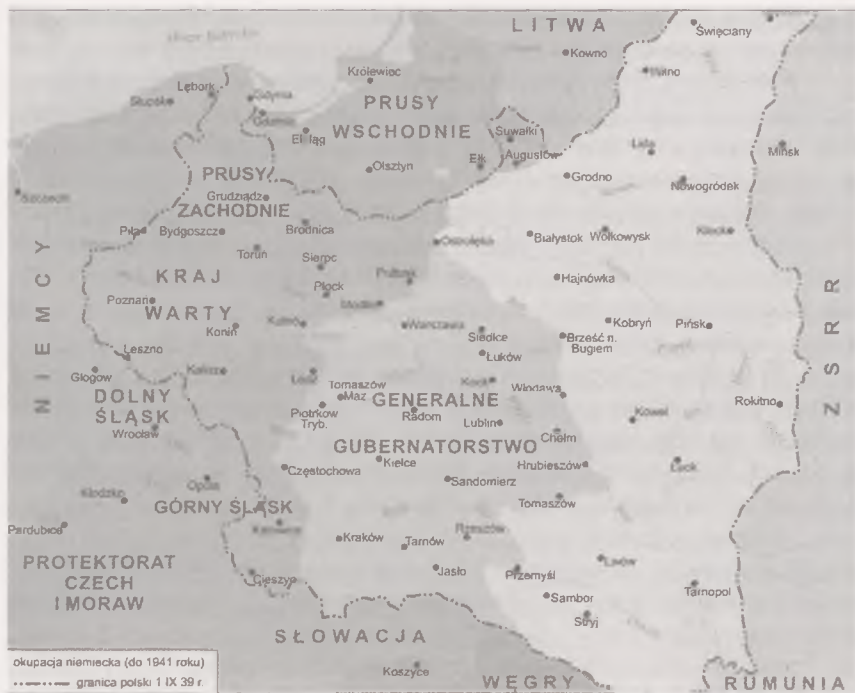 LITWA
Święciany
Kowno
Wilno
Królewiec
Lębork
Słupsk
Gdynia
Gdańsk
PRUSY
WSCHODNIE
Elbląg
Suwałki
Augustów
Ełk
Olsztyn
Lida
Mińsk
Grodno
Nowogródek
Szczecin
PRUSY
Grudziądz
ZACHODNIE
Piła
Bydgoszcz
Brodnica
Toruń
Sierpc
Ostrołęka
Białystok
Wołkowysk
Kleck
NIEMCY
KRAJ
WARTY
Poznań
Płock
Pułtusk
Modlin
Hajnówka
ZSRR
Konin
Kutno
Warszawa
Siedlce
Kobryń
Pińsk
Brześć n.
Bugiem
Łuków
Leszno
Głogów
Kalisz
Łódź
Tomaszów
Maz.
Kock
Włodawa
DOLNY
ŚLĄSK
Wrocław
Piotrków
Tryb.
GENERALNE
Radom
Lublin
Kowel
Rokitno
GUBERNATORSTWO
Chełm
Częstochowa
Kielce
Hrubieszów
Łuck
Kłodzko
Opole
Sandomierz
GÓRNY ŚLĄSK
Tomaszów
Pardubice
Katowice
Kraków
Tarnów
Rzeszów
PROTEKTORAT
CZECH
I MORAW
Cieszyn
Jasło
Przemyśl
Lwów
Tarnopol
Sambor
Stryj
SŁOWACJA
Koszyce
WĘGRY
RUMUNIA
okupacja niemiecka (do 1941 roku)
granica polski 1 IX 39 r.